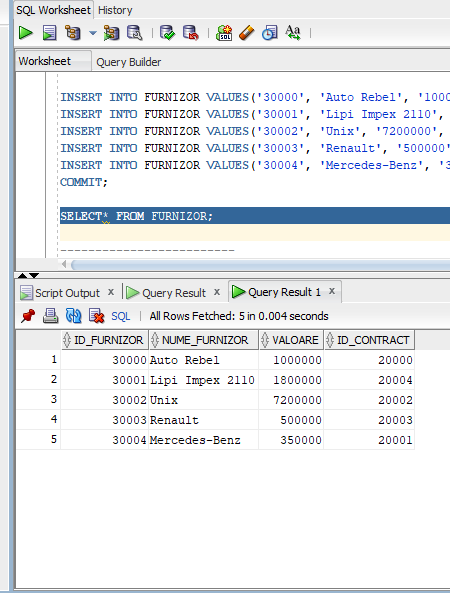 SQL Worksheet History
SQL
Aa
Worksheet Query Builder
INSERT INTO FURNIZOR VALUES('30000', 'Auto Rebel', '1000
INSERT INTO FURNIZOR VALUES('30001', 'Lipi Impex 2110',
INSERT INTO FURNIZOR VALUES('30002', 'Unix', '7200000',
INSERT INTO FURNIZOR VALUES('30003', 'Renault', '500000'
INSERT INTO FURNIZOR VALUES('30004', 'Mercedes-Benz', '3
COMMIT;
SELECT* FROM FURNIZOR;
-------------------------
Script Output x Query Result x Query Result 1 x
SQL | All Rows Fetched: 5 in 0.004 seconds
ID_FURNIZOR NUME_FURNIZOR VALOARE ID_CONTRACT
1 30000 Auto Rebel 1000000 20000
2 30001 Lipi Impex 2110 1800000 20004
3 30002 Unix 7200000 20002
4 30003 Renault 500000 20003
5 30004 Mercedes-Benz 350000 20001